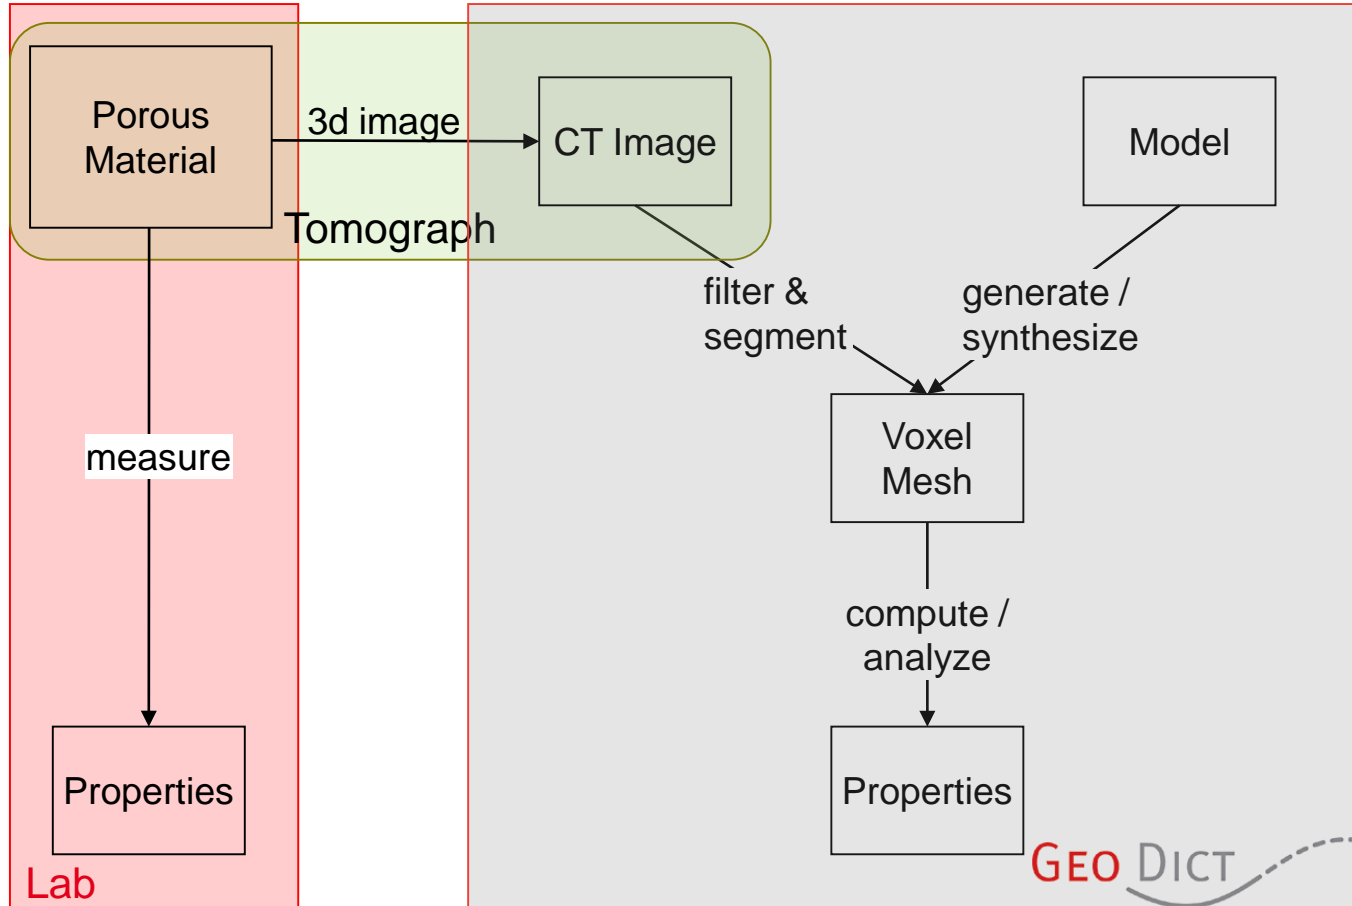 Porous
Material
3d image
CT Image
Model
Tomograph
filter &
segment
generate /
synthesize
Voxel
Mesh
measure
compute /
analyze
Properties
Properties
Lab
GEO DICT